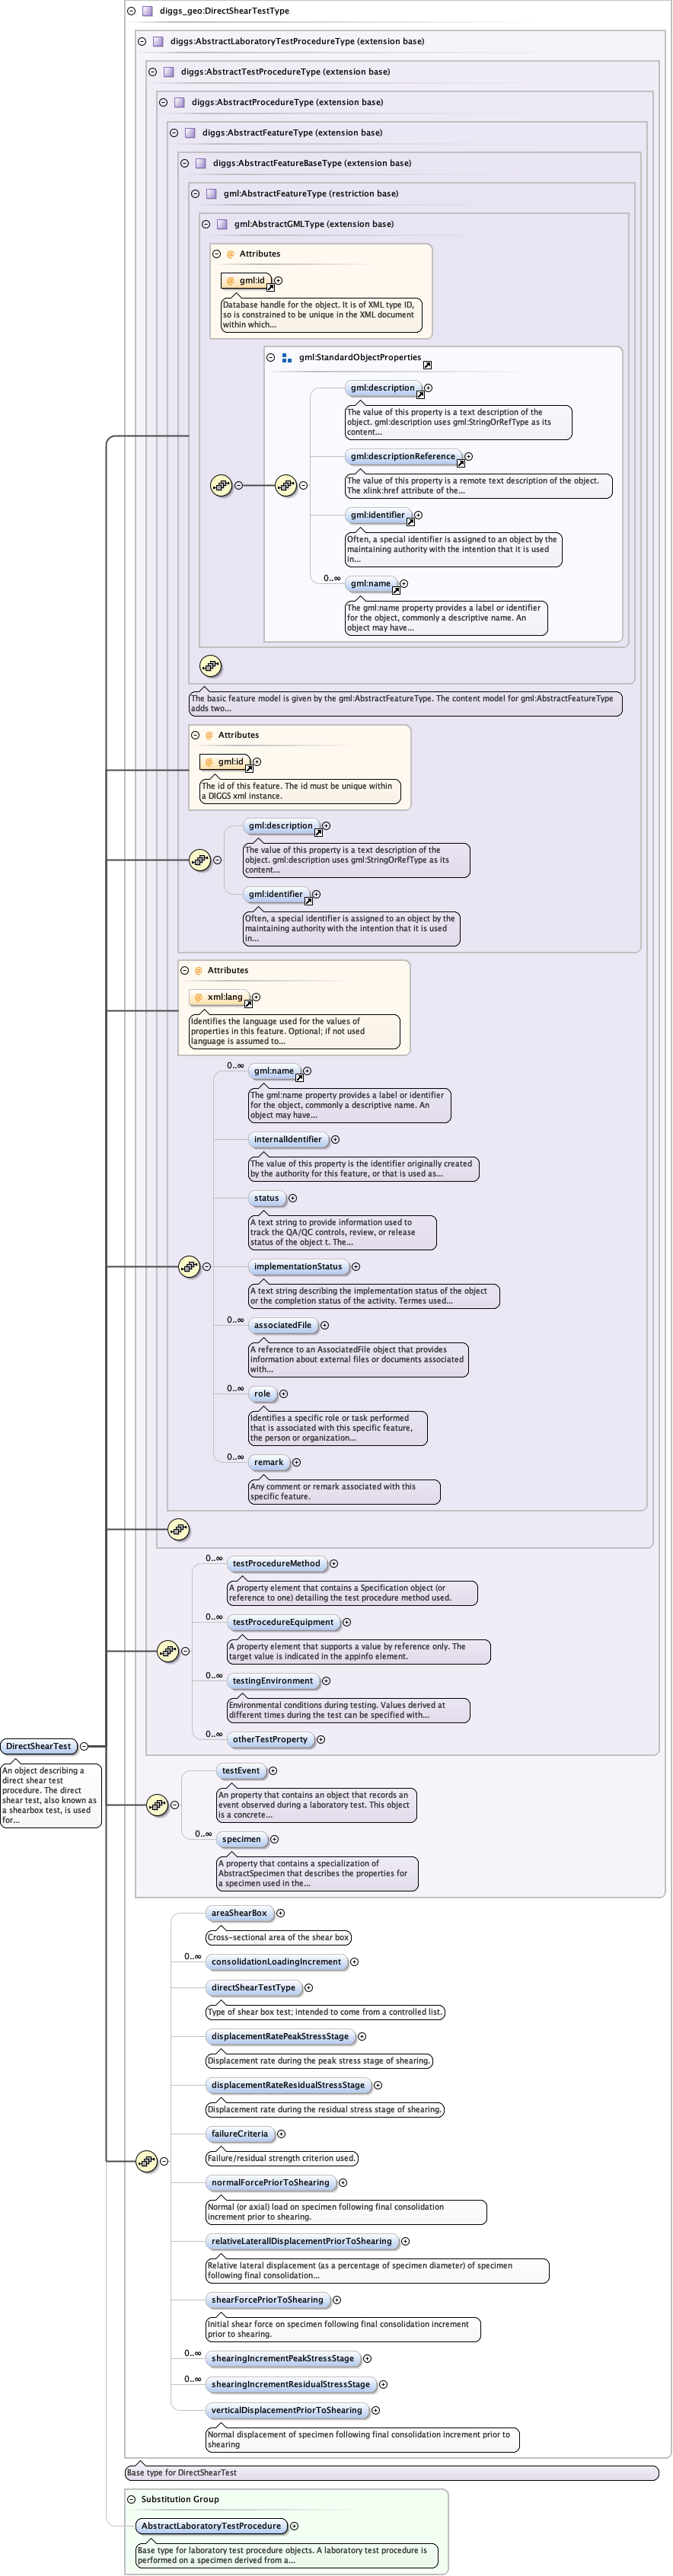 diggs_geo:DirectShearTestType
diggs:AbstractLaboratoryTestProcedureType (extension base)
diggs:AbstractTestProcedureType (extension base)
diggs:AbstractProcedureType (extension base)
diggs:AbstractFeatureType (extension base)
diggs:AbstractFeatureBaseType (extension base)
gml:AbstractFeatureType (restriction base)
gml:AbstractGMLType (extension base)
@ Attributes
@ gml:id
Database handle for the object. It is of XML type ID,
so is constrained to be unique in the XML document
within which...
gml:StandardObjectProperties
gml:description
The value of this property is a text description of the
object. gml:description uses gml:StringOrRefType as its
content...
gml:descriptionReference
The value of this property is a remote text description of the object.
The xlink:href attribute of the...
gml:identifier
Often, a special identifier is assigned to an object by the
maintaining authority with the intention that it is used
in...
0..∞
gml:name
The gml:name property provides a label or identifier
for the object, commonly a descriptive name. An
object may have...
The basic feature model is given by the gml:AbstractFeatureType. The content model for gml:AbstractFeatureType
adds two...
@ Attributes
@ gml:id
The id of this feature. The id must be unique within
a DIGGS xml instance.
gml:description
The value of this property is a text description of the
object. gml:description uses gml:StringOrRefType as its
content...
gml:identifier
Often, a special identifier is assigned to an object by the
maintaining authority with the intention that it is used
in...
@ Attributes
@ xml:lang
Identifies the language used for the values of
properties in this feature. Optional; if not used
language is assumed to...
0..∞
gml:name
The gml:name property provides a label or identifier
for the object, commonly a descriptive name. An
object may have...
internalIdentifier
The value of this property is the identifier originally created
by the authority for this feature, or that is used as...
status
A text string to provide information used to
track the QA/QC controls, review, or release
status of the object t. The...
implementationStatus
A text string describing the implementation status of the object
or the completion status of the activity. Termes used...
0..∞
associatedFile
A reference to an AssociatedFile object that provides
information about external files or documents associated
with...
0..∞
role
Identifies a specific role or task performed
that is associated with this specific feature,
the person or organization...
0..∞
remark
Any comment or remark associated with this
specific feature.
0..∞
testProcedureMethod
A property element that contains a Specification object (or
reference to one) detailing the test procedure method used.
0..∞
testProcedureEquipment
A property element that supports a value by reference only. The
target value is indicated in the appinfo element.
0..∞
testingEnvironment
Environmental conditions during testing. Values derived at
different times during the test can be specified with...
0..∞
otherTestProperty
DirectShearTest
An object describing a
direct shear test
procedure. The direct
shear test, also known as
a shearbox test, is used
for...
testEvent
An property that contains an object that records an
event observed during a laboratory test. This object
is a concrete...
0..∞
specimen
A property that contains a specialization of
AbstractSpecimen that describes the properties for
a specimen used in the...
areaShearBox
Cross-sectional area of the shear box
0..∞
consolidationLoadingIncrement
directShearTestType
Type of shear box test; intended to come from a controlled list.
displacementRatePeakStressStage
Displacement rate during the peak stress stage of shearing.
displacementRateResidualStressStage
Displacement rate during the residual stress stage of shearing.
failureCriteria
Failure/residual strength criterion used.
normalForcePriorToShearing
Normal (or axial) load on specimen following final consolidation
increment prior to shearing.
relativeLaterallDisplacementPriorToShearing
Relative lateral displacement (as a percentage of specimen diameter) of specimen
following final consolidation...
shearForcePriorToShearing
Initial shear force on specimen following final consolidation increment
prior to shearing.
0..∞
shearingIncrementPeakStressStage
0..∞
shearingIncrementResidualStressStage
verticalDisplacementPriorToShearing
Normal displacement of specimen following final consolidation increment prior to
shearing
Base type for DirectShearTest
Substitution Group
AbstractLaboratoryTestProcedure
Base type for laboratory test procedure objects. A laboratory test procedure is
performed on a specimen derived from a...